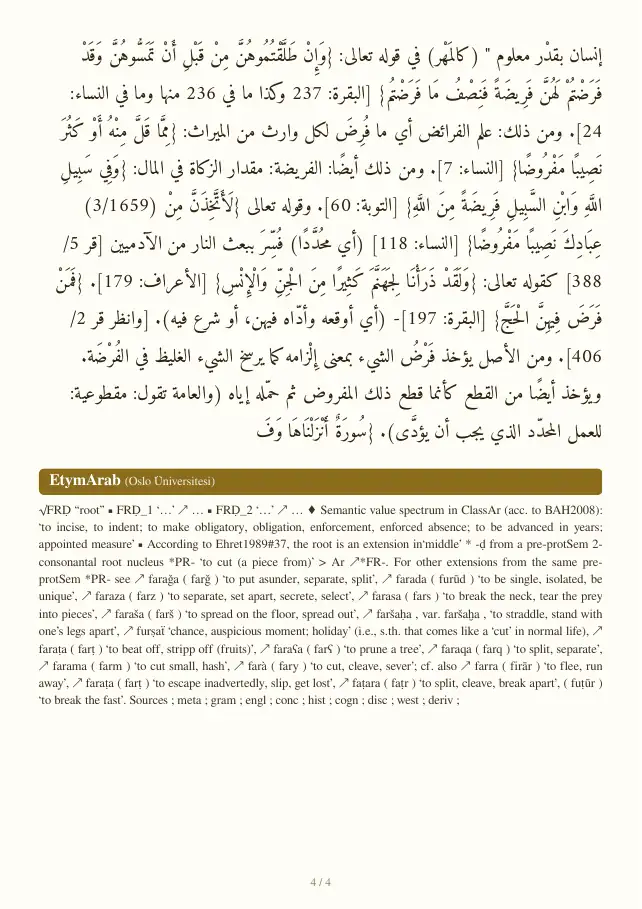 إنسان بقدْر معلوم " (كالمَهْر) في قوله تعالى: {وَإِنْ طَلَّقْتُمُوهُنَّ مِنْ قَبْلِ أَنْ تَمَسُّوهُنَّ وَقَدْ
فَرَضْتُمْ لَهُنَّ فَرِيضَةً فَنِصْفُ مَا فَرَضْتُم} [البقرة: 237 وكذا ما في 236 منها وما في النساء:
24]. ومن ذلك: علم الفرائض أي ما فُرِضَ لكل وارث من الميراث: {مِمَّا قَلَّ مِنْهُ أَوْ كَثُرَ
نَصِيبًا مَفْرُوضًا} [النساء: 7]. ومن ذلك أيضًا: الفريضة: مقدار الزكاة في المال: {وَفِي سَبِيلِ
اللَّهِ وَابْنِ السَّبِيلِ فَرِيضَةً مِنَ اللَّهِ} [التوبة: 60]. وقوله تعالى {لَأَتَّخِذَنَّ مِنْ (3/1659)
عِبَادِكَ نَصِيبًا مَفْرُوضًا} [النساء: 118] (أي محُدَّدًا) فُسِّرَ ببعث النار من الآدميين [قر 5/
388] كقوله تعالى: {وَلَقَدْ ذَرَأْنَا لِجَهَنَّمَ كَثِيرًا مِنَ الْجِنِّ وَالْإِنْسِ} [الأعراف: 179]. {فَمَنْ
فَرَضَ فِيهِنَّ الْحَجَّ} [البقرة: 197]- (أي أوقعه وأدّاه فيهن، أو شرع فيه). [وانظر قر 2/
406]. ومن الأصل يؤخذ فَرْضُ الشيء بمعنى إِلْزامه كما يرسخ الشيء الغليظ في الفُرْضَة.
ويؤخذ أيضًا من القطع كأنما قطع ذلك المفروض ثم حمّله إياه (والعامة تقول: مقطوعية:
للعمل المحدّد الذي يجب أن يؤدَّى). {سُورَةٌ أَنْزَلْنَاهَا وَفَ
EtymArab (Oslo Üniversitesi)
√FRḌ “root” ▪ FRḌ_1 ‘…’ ↗ … ▪ FRḌ_2 ‘…’ ↗ … ♦ Semantic value spectrum in ClassAr (acc. to BAH2008):
‘to incise, to indent; to make obligatory, obligation, enforcement, enforced absence; to be advanced in years;
appointed measure’ ▪ According to Ehret1989#37, the root is an extension in‘middle’ * -ḍ from a pre-protSem 2-
consonantal root nucleus *PR- ‘to cut (a piece from)’ > Ar ↗*FR-. For other extensions from the same pre-
protSem *PR- see ↗ faraǧa ( farǧ ) ‘to put asunder, separate, split’, ↗ farada ( furūd ) ‘to be single, isolated, be
unique’, ↗ faraza ( farz ) ‘to separate, set apart, secrete, select’, ↗ farasa ( fars ) ‘to break the neck, tear the prey
into pieces’, ↗ faraša ( farš ) ‘to spread on the floor, spread out’, ↗ faršaḥa , var. faršaḫa , ‘to straddle, stand with
one’s legs apart’, ↗ furṣaẗ ‘chance, auspicious moment; holiday’ (i.e., s.th. that comes like a ‘cut’ in normal life), ↗
faraṭa ( farṭ ) ‘to beat off, stripp off (fruits)’, ↗ faraʕa ( farʕ ) ‘to prune a tree’, ↗ faraqa ( farq ) ‘to split, separate’,
↗ farama ( farm ) ‘to cut small, hash’, ↗ farà ( fary ) ‘to cut, cleave, sever’; cf. also ↗ farra ( firār ) ‘to flee, run
away’, ↗ faraṭa ( farṭ ) ‘to escape inadvertedly, slip, get lost’, ↗ faṭara ( faṭr ) ‘to split, cleave, break apart’, ( fuṭūr )
‘to break the fast’. Sources ; meta ; gram ; engl ; conc ; hist ; cogn ; disc ; west ; deriv ;
4 / 4